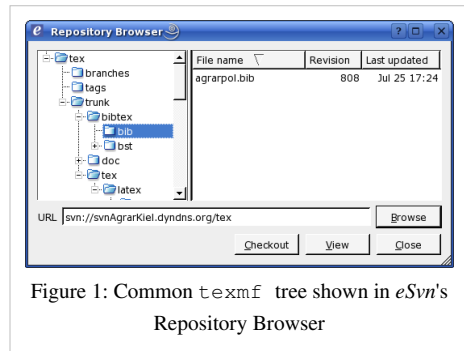 Repository Browser
tex
branches
tags
trunk
bibtex
bib
bst
doc
tex
latex
File name Revision Last updated
agrarpol.bib 808 Jul 25 17:24
URL svn://svnAgrarKiel.dyndns.org/tex Browse
Checkout View Close
Figure 1: Common texmf tree shown in eSvn's
Repository Browser